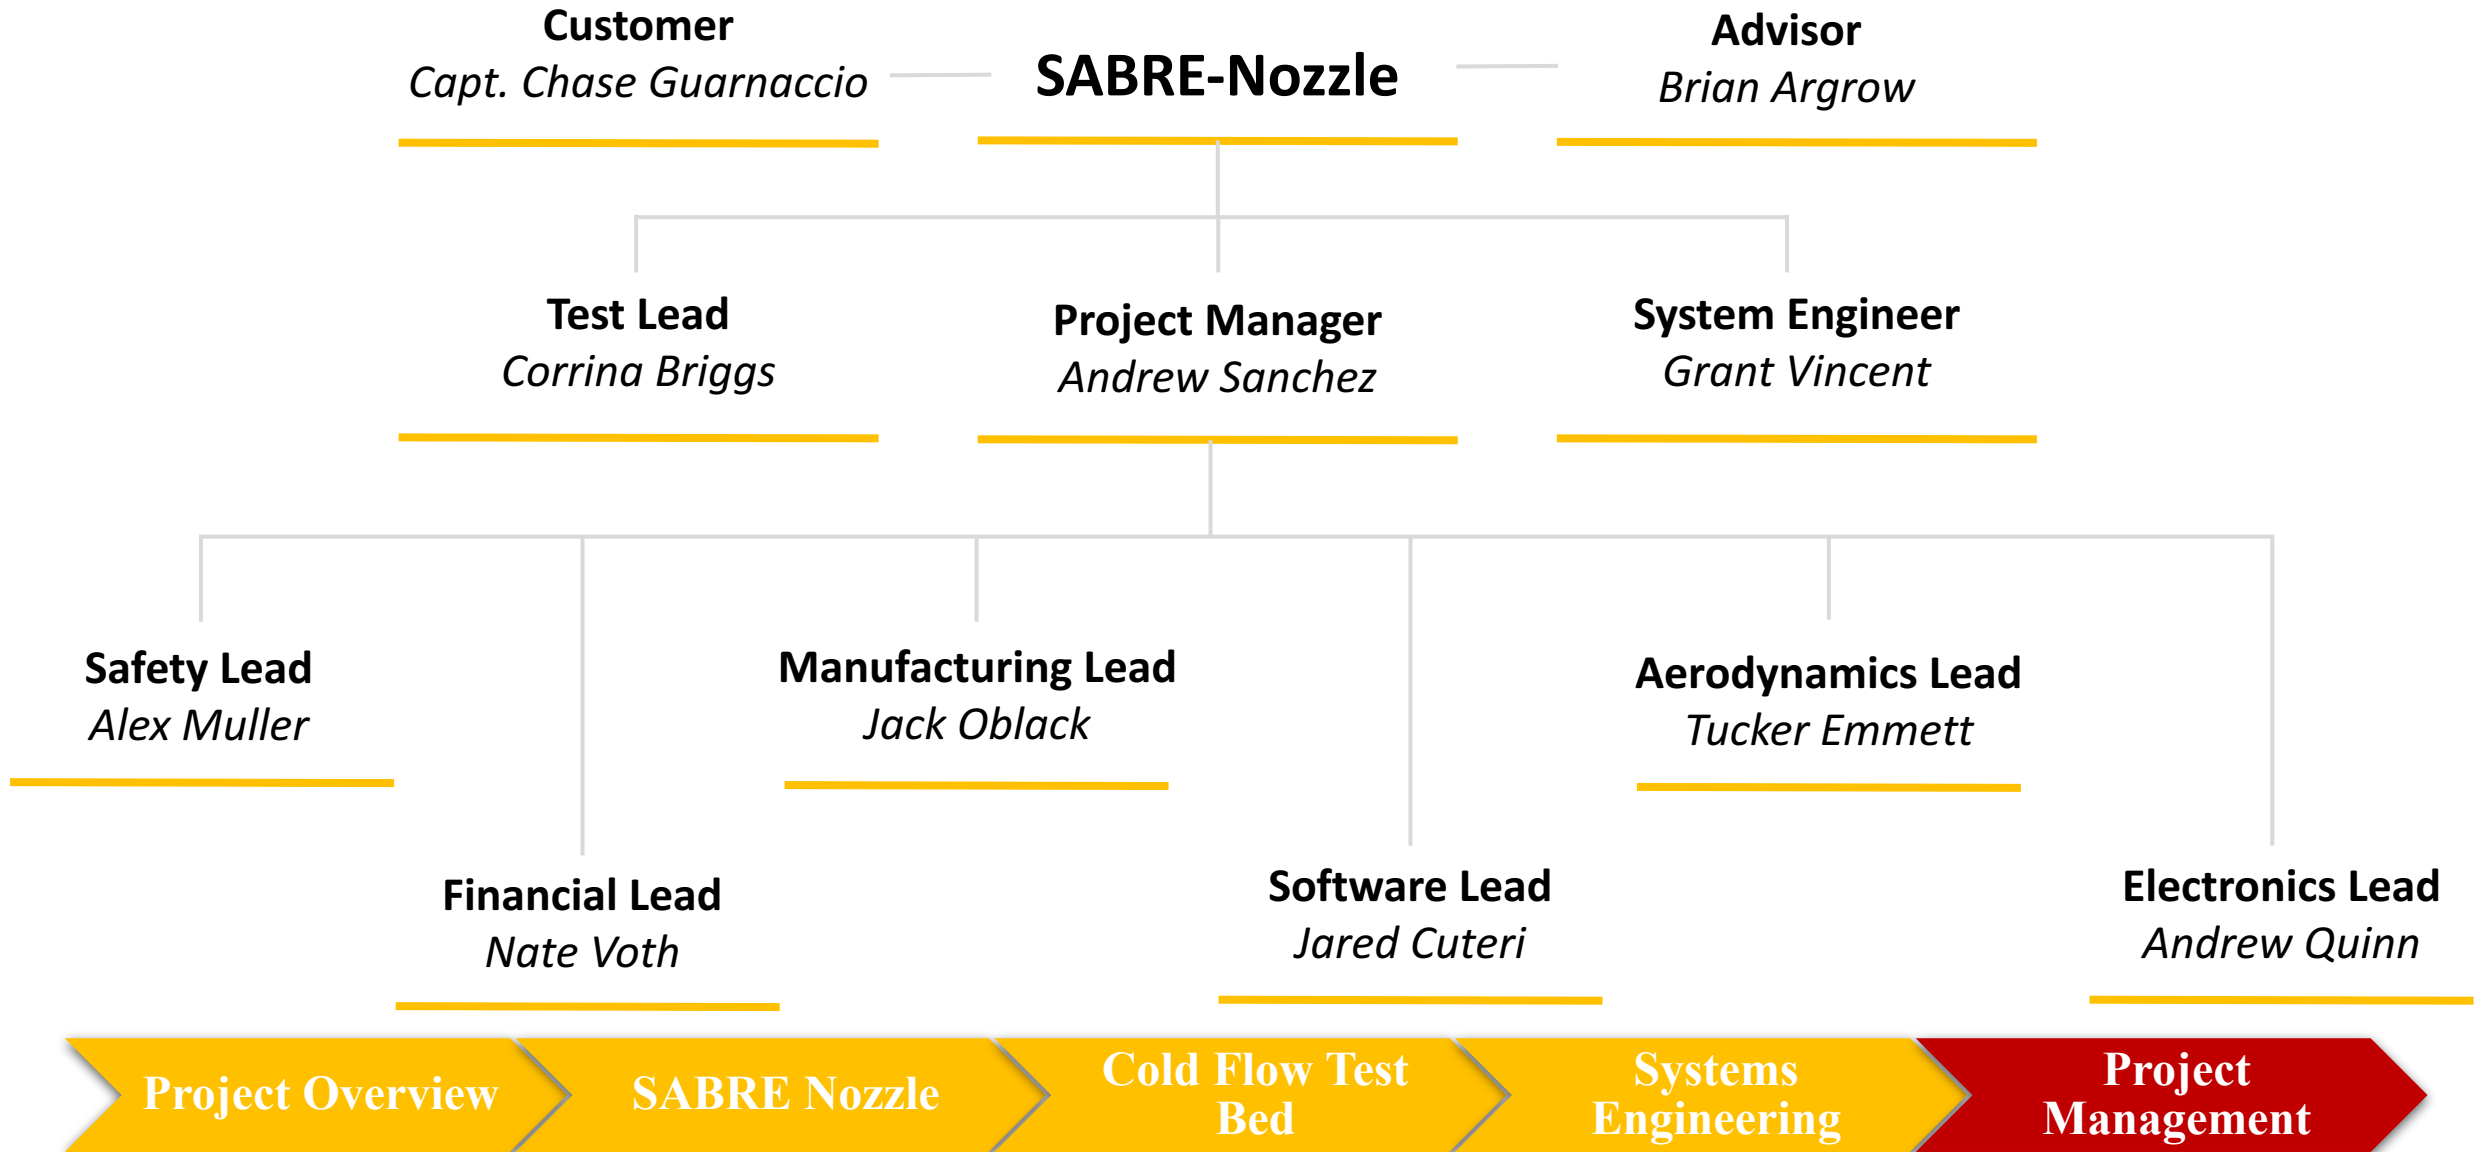 Customer
Capt. Chase Guarnaccio
SABRE-Nozzle
Advisor
Brian Argrow
Test Lead
Corrina Briggs
Project Manager
Andrew Sanchez
System Engineer
Grant Vincent
Safety Lead
Alex Muller
Manufacturing Lead
Jack Oblack
Aerodynamics Lead
Tucker Emmett
Financial Lead
Nate Voth
Software Lead
Jared Cuteri
Electronics Lead
Andrew Quinn
Project Overview
SABRE Nozzle
Cold Flow Test
Bed
Systems
Engineering
Project
Management